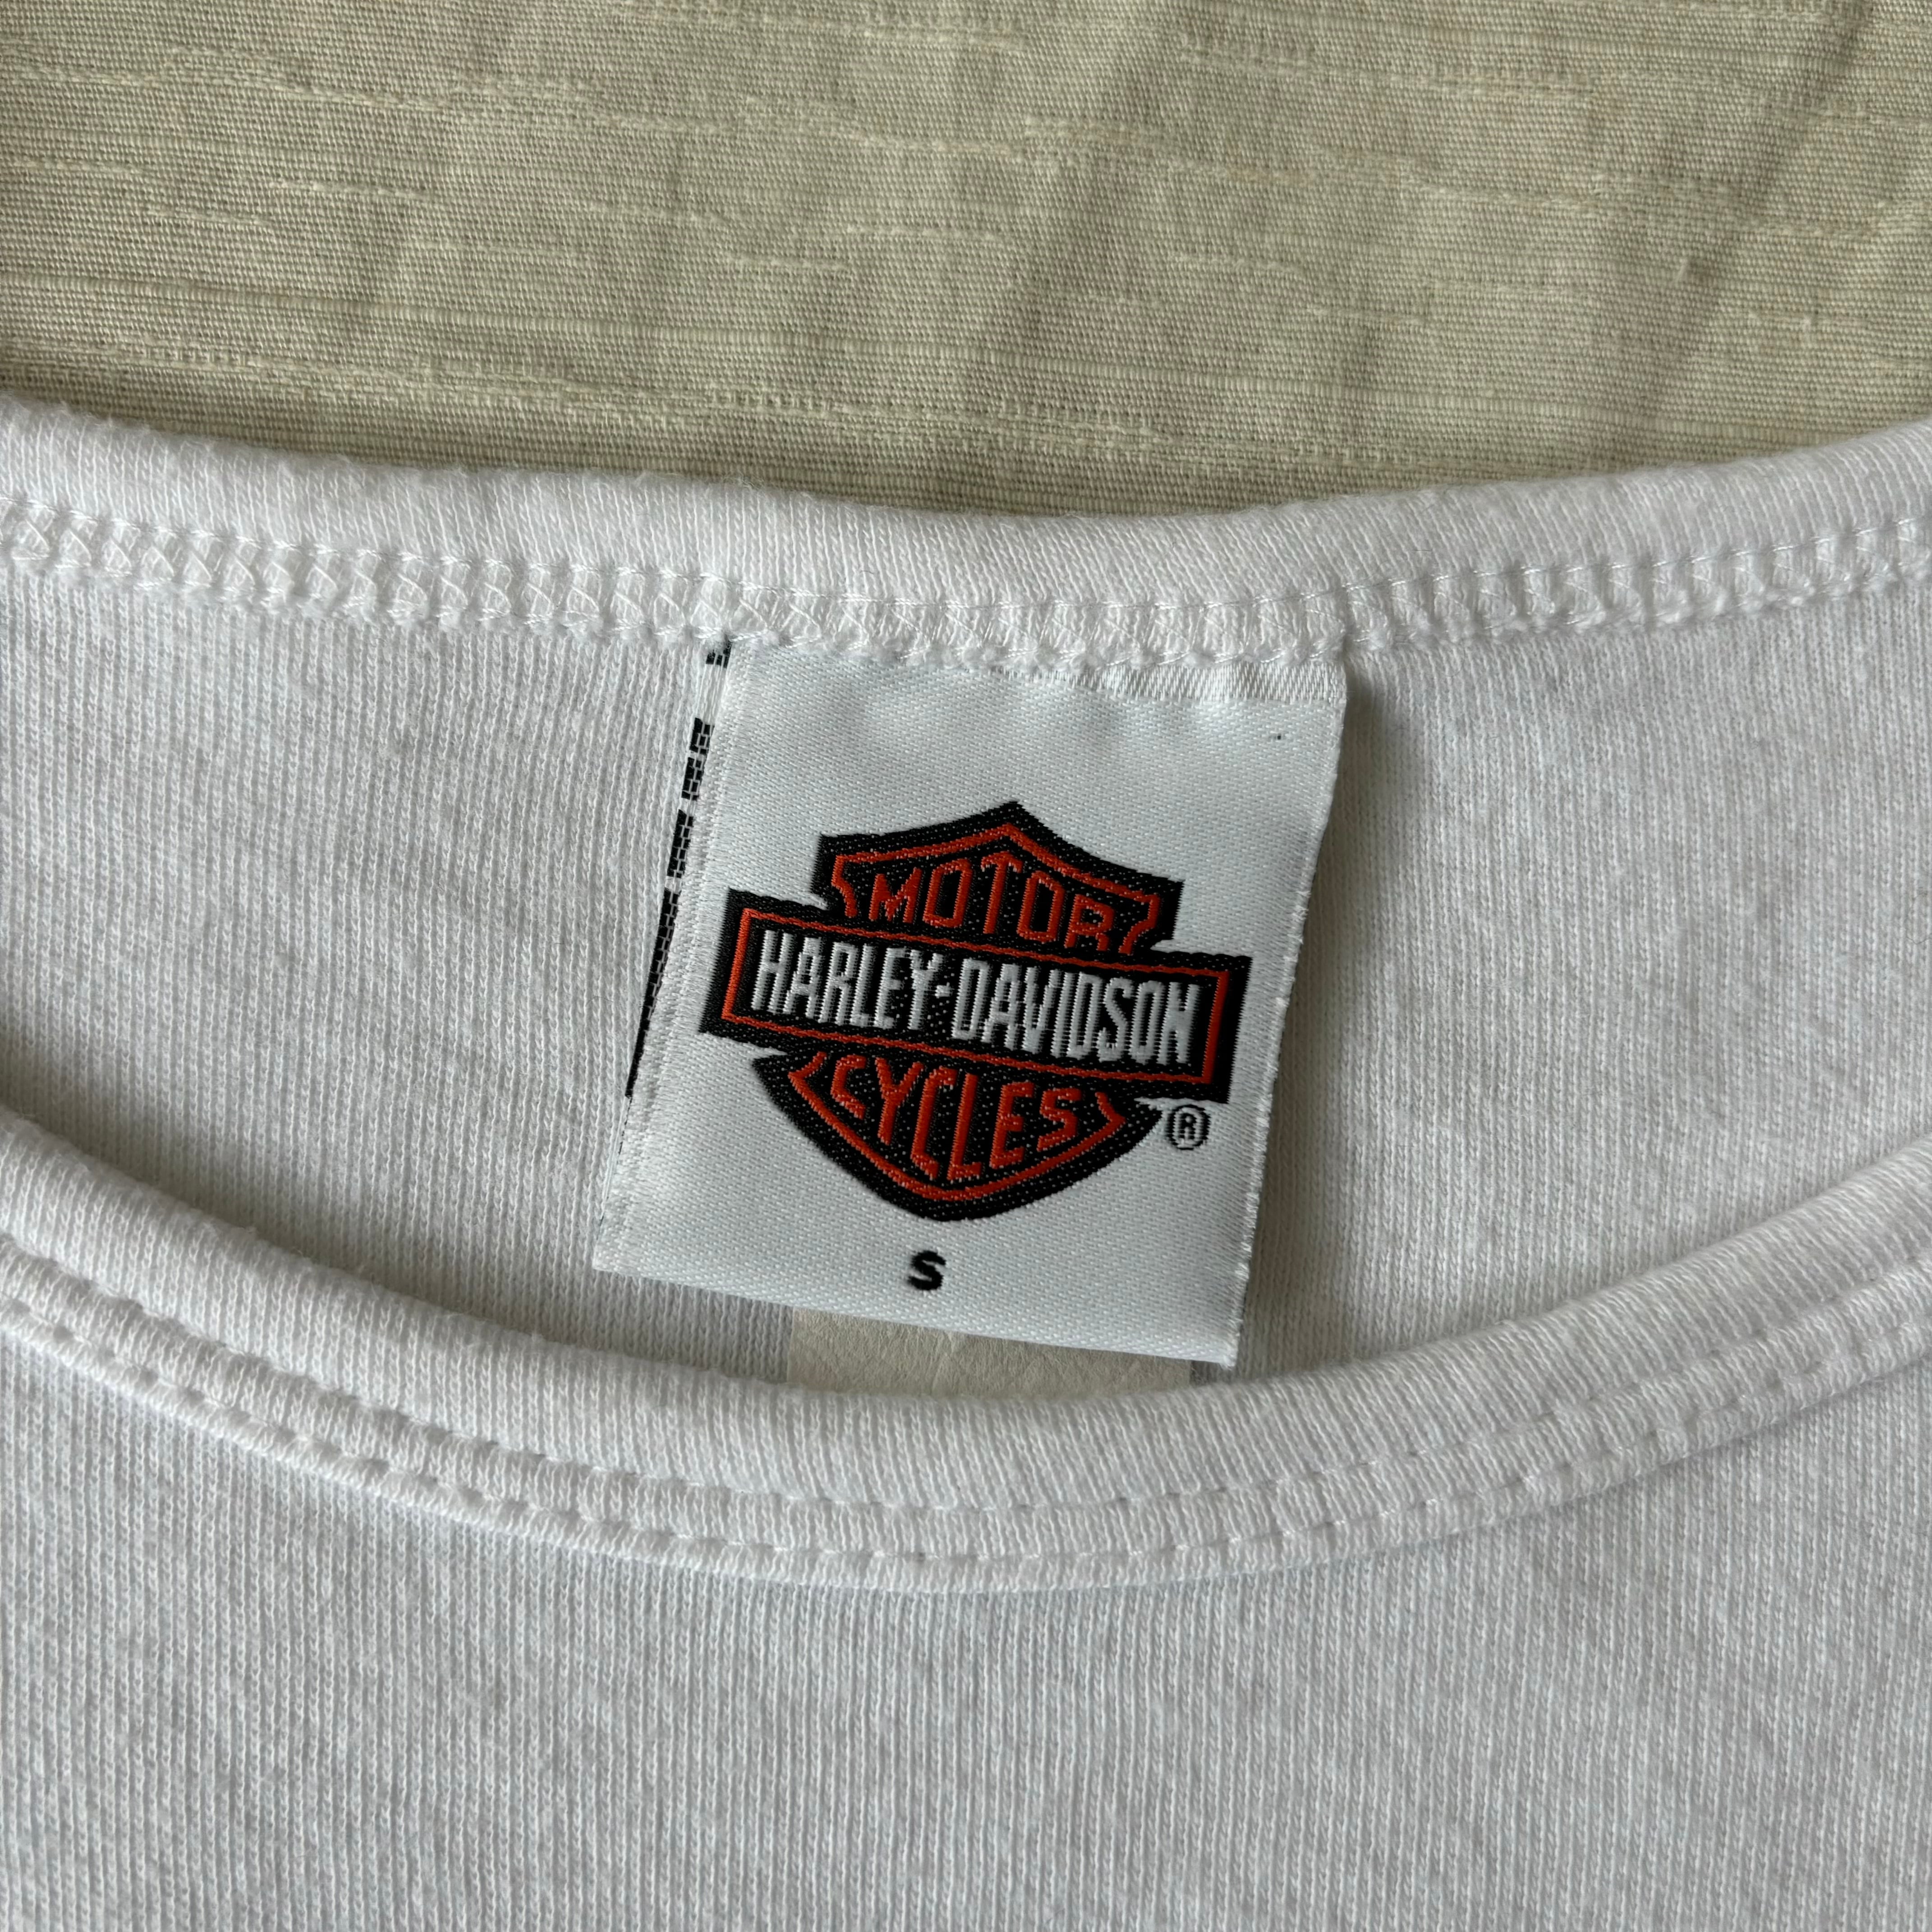 MOTOR
HARLEY-DAVIDSON
CYCLES
®
S